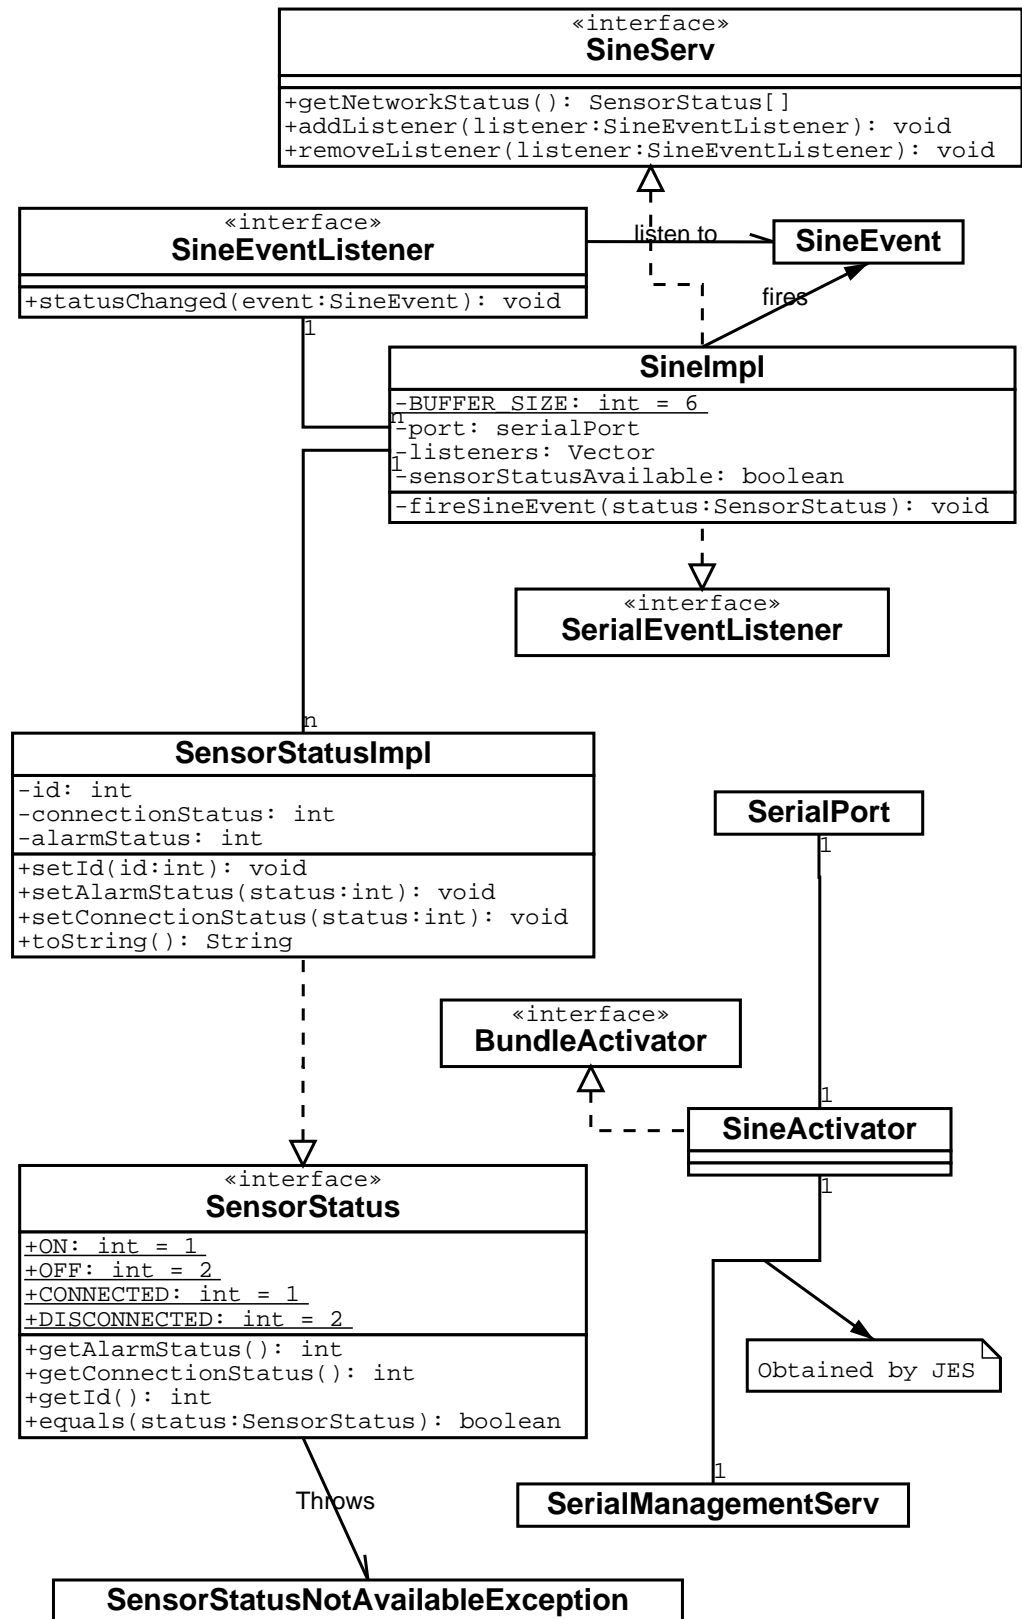 «interface»
SineServ
+getNetworkStatus(): SensorStatus[]
+addListener(listener:SineEventListener): void
+removeListener(listener:SineEventListener): void
«interface»
SineEventListener
+statusChanged(event:SineEvent): void
listen to
SineEvent
fires
1
SineImpl
-BUFFER_SIZE: int = 6
-port: serialPort
-listeners: Vector
-sensorStatusAvailable: boolean
-fireSineEvent(status:SensorStatus): void
n
1
«interface»
SerialEventListener
n
SensorStatusImpl
-id: int
-connectionStatus: int
-alarmStatus: int
+setId(id:int): void
+setAlarmStatus(status:int): void
+setConnectionStatus(status:int): void
+toString(): String
SerialPort
1
«interface»
BundleActivator
1
SineActivator
1
«interface»
SensorStatus
+ON: int = 1
+OFF: int = 2
+CONNECTED: int = 1
+DISCONNECTED: int = 2
+getAlarmStatus(): int
+getConnectionStatus(): int
+getId(): int
+equals(status:SensorStatus): boolean
Obtained by JES
Throws
1
SerialManagementServ
SensorStatusNotAvailableException